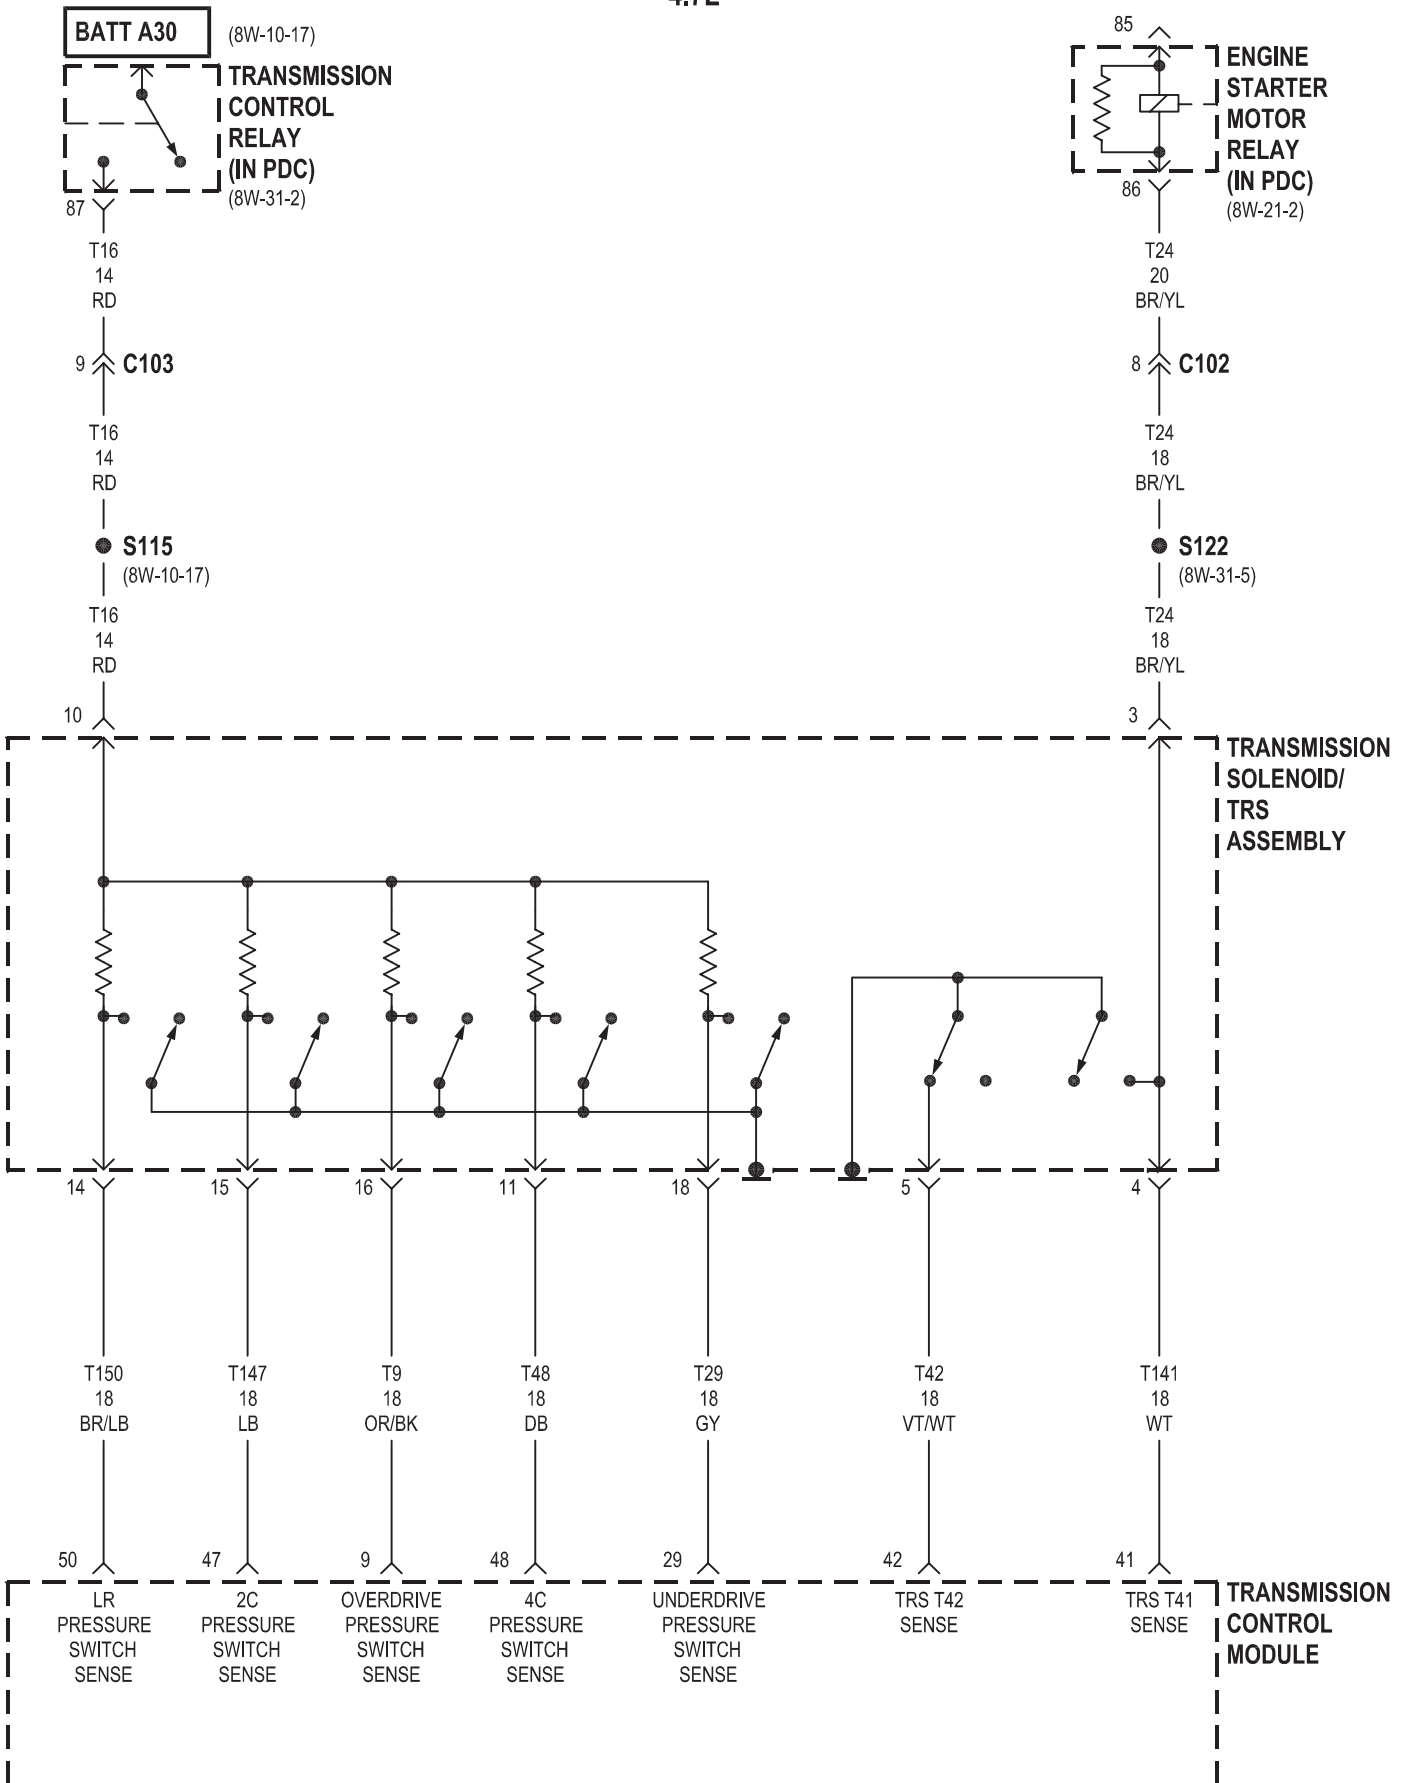 BATT A30
(8W-10-17)
TRANSMISSION
CONTROL
RELAY
(IN PDC)
(8W-31-2)
87
T16
14
RD
9
C103
T16
14
RD
S115
(8W-10-17)
T16
14
RD
10
85
ENGINE
STARTER
MOTOR
RELAY
(IN PDC)
(8W-21-2)
86
T24
20
BR/YL
8
C102
T24
18
BR/YL
S122
(8W-31-5)
T24
18
BR/YL
3
TRANSMISSION
SOLENOID/
TRS
ASSEMBLY
14
15
16
11
18
5
4
T150
18
BR/LB
T147
18
LB
T9
18
OR/BK
T48
18
DB
T29
18
GY
T42
18
VT/WT
T141
18
WT
50
47
9
48
29
42
41
LR
PRESSURE
SWITCH
SENSE
2C
PRESSURE
SWITCH
SENSE
OVERDRIVE
PRESSURE
SWITCH
SENSE
4C
PRESSURE
SWITCH
SENSE
UNDERDRIVE
PRESSURE
SWITCH
SENSE
TRS T42
SENSE
TRS T41
SENSE
TRANSMISSION
CONTROL
MODULE